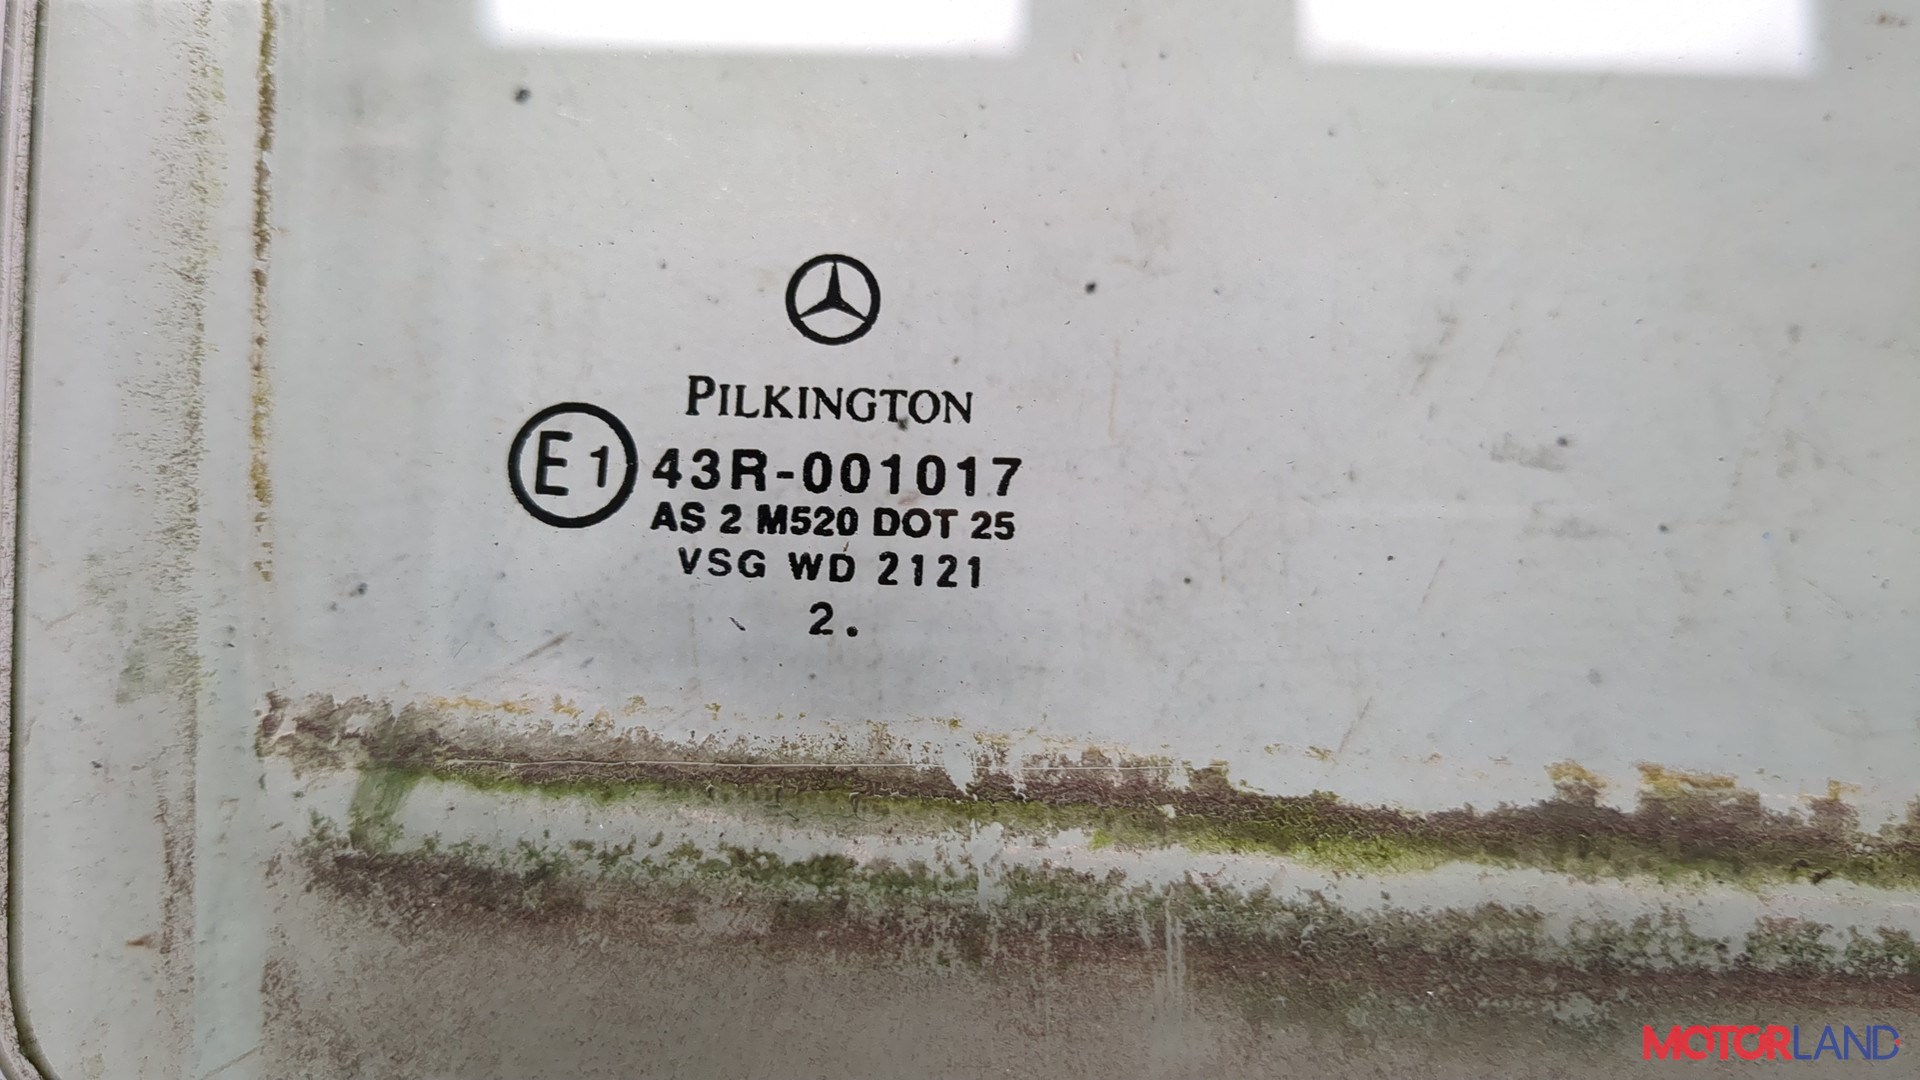 PILKINGTON
E1 43R-001017
AS 2 M520 DOT 25
VSG WD 2121
2.
MOTORLAND